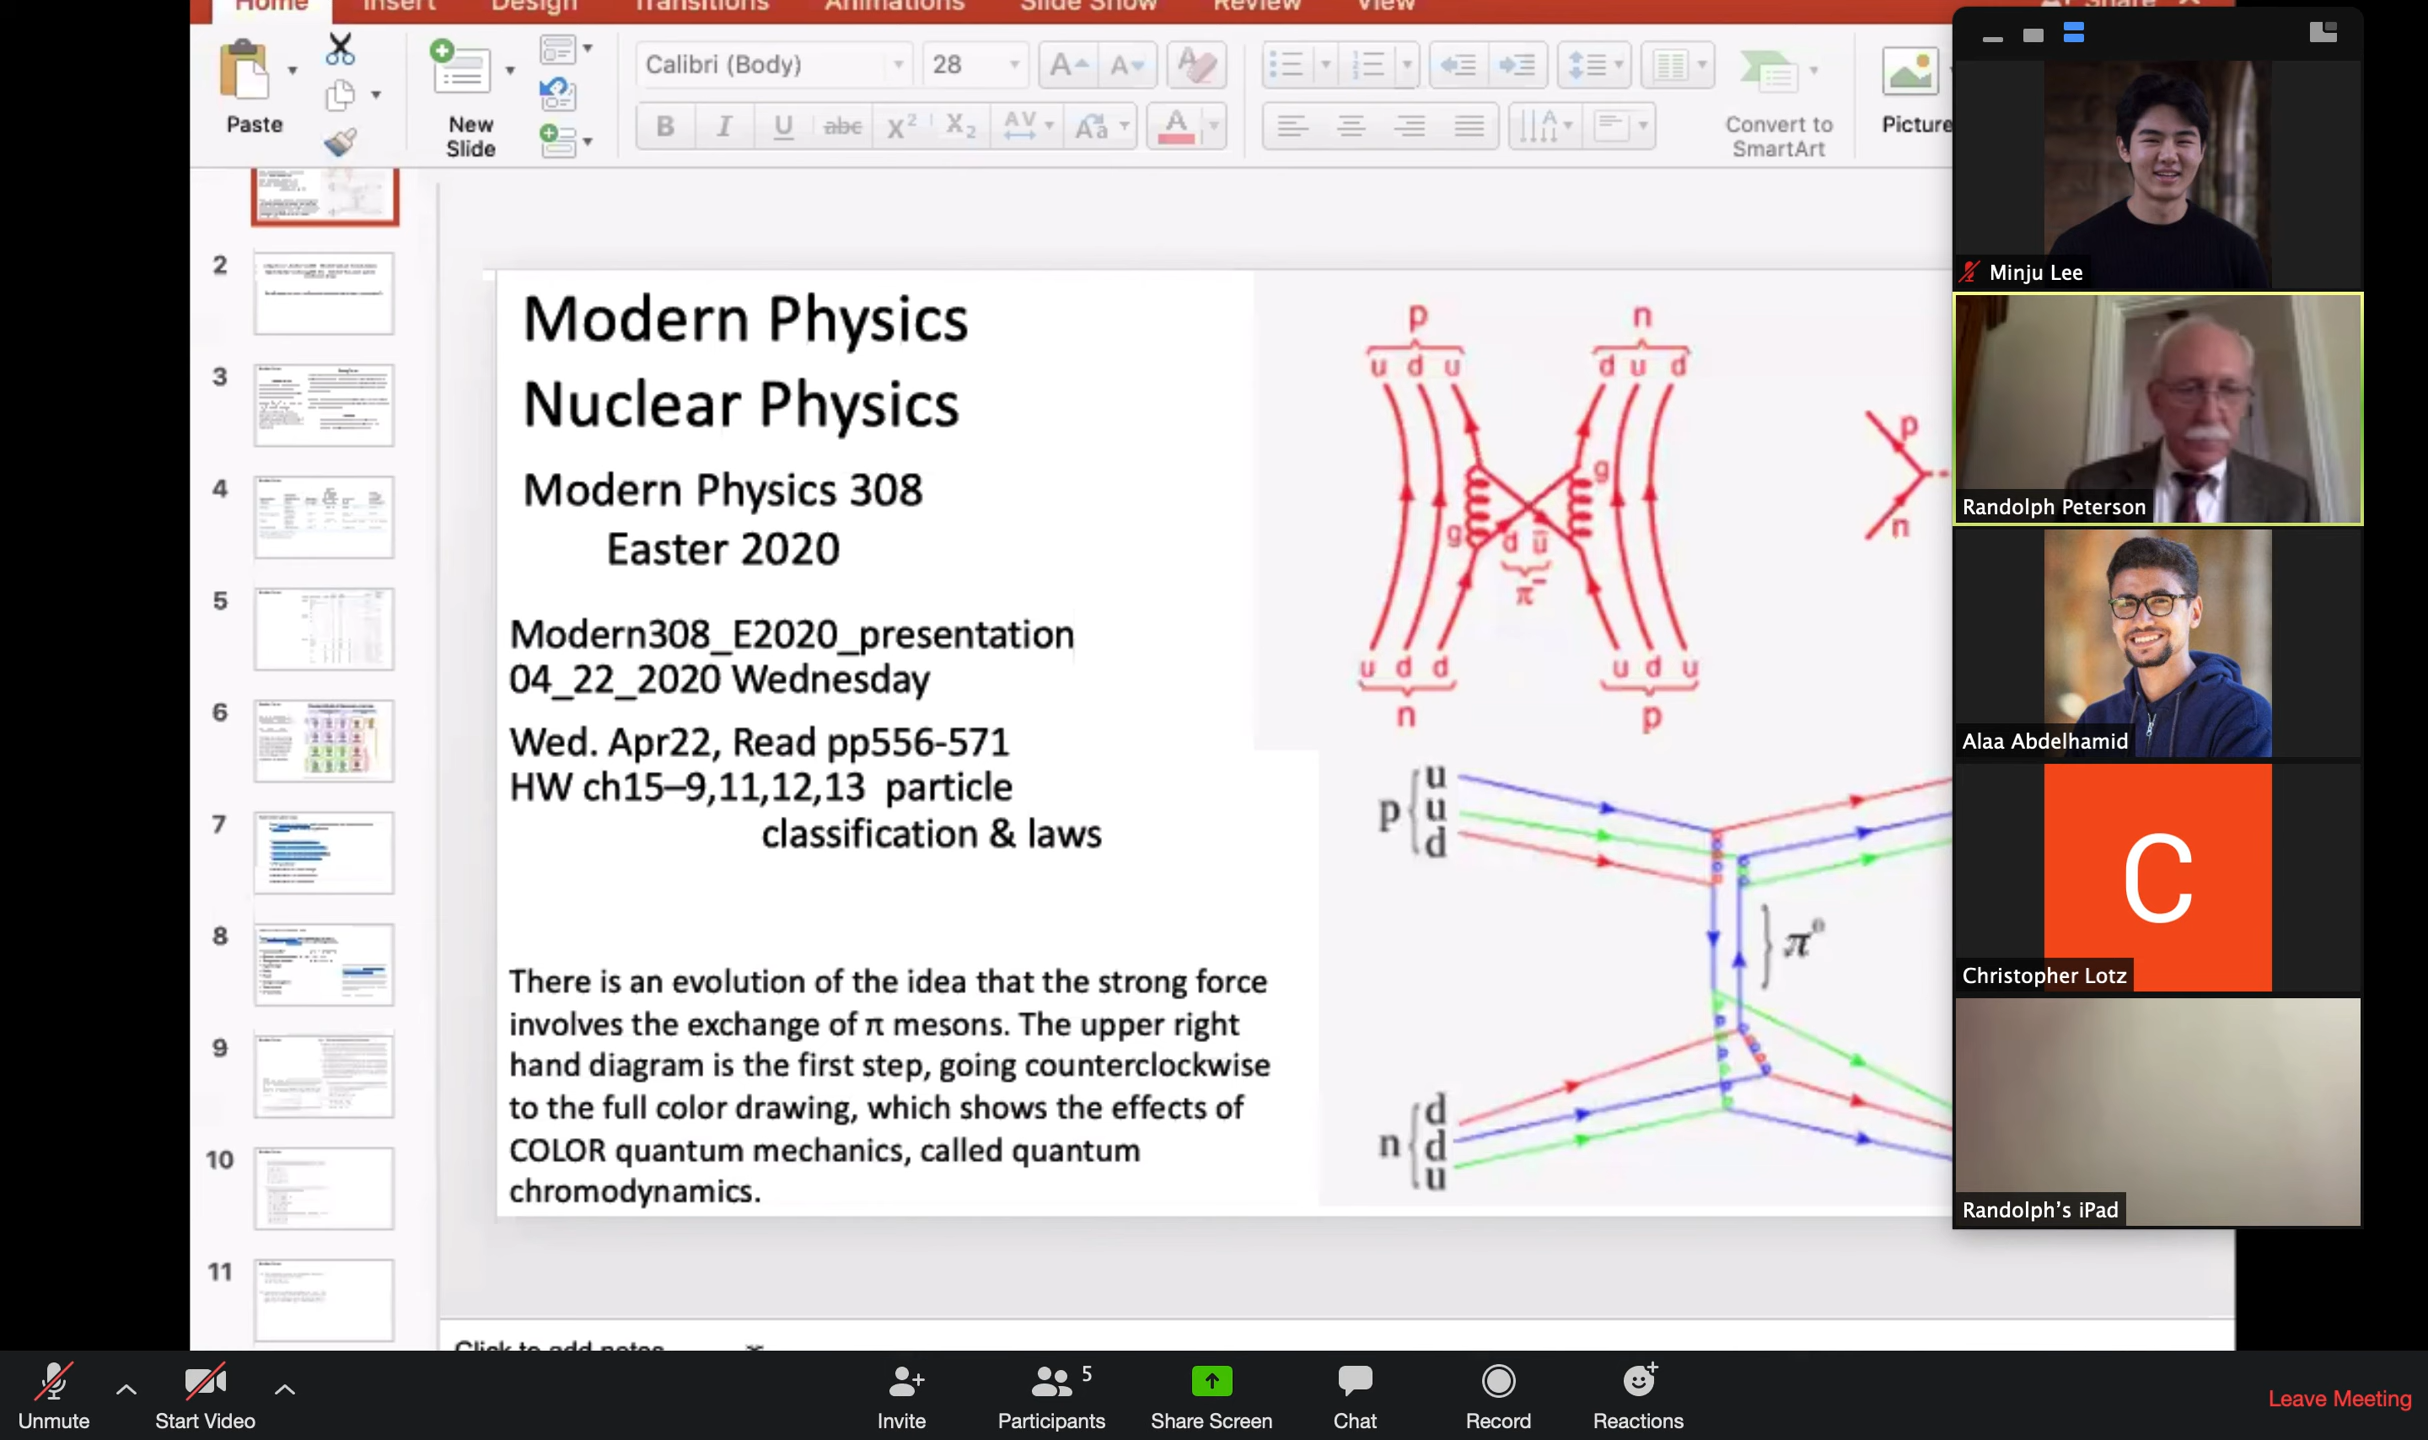 Home Insert Design Transitions Animations Slide Show Review View Share
Paste
New
Slide
Calibri (Body) 28
B I U abc X² X₂ AV Aa A
Convert to
SmartArt
Picture
2
3
4
5
6
7
8
9
10
11
Modern Physics
Nuclear Physics
Modern Physics 308
Easter 2020
Modern308_E2020_presentation
04_22_2020 Wednesday
Wed. Apr22, Read pp556-571
HW ch15–9,11,12,13 particle
classification & laws
There is an evolution of the idea that the strong force
involves the exchange of π mesons. The upper right
hand diagram is the first step, going counterclockwise
to the full color drawing, which shows the effects of
COLOR quantum mechanics, called quantum
chromodynamics.
p n
u d u d u d
g
g d ū
π⁻
u d d u d u
n p
p
n
p
u
u
d
π⁰
n
d
d
u
Click to add notes
Minju Lee
Randolph Peterson
Alaa Abdelhamid
C
Christopher Lotz
Randolph's iPad
Unmute
Start Video
Invite
Participants 5
Share Screen
Chat
Record
Reactions
Leave Meeting